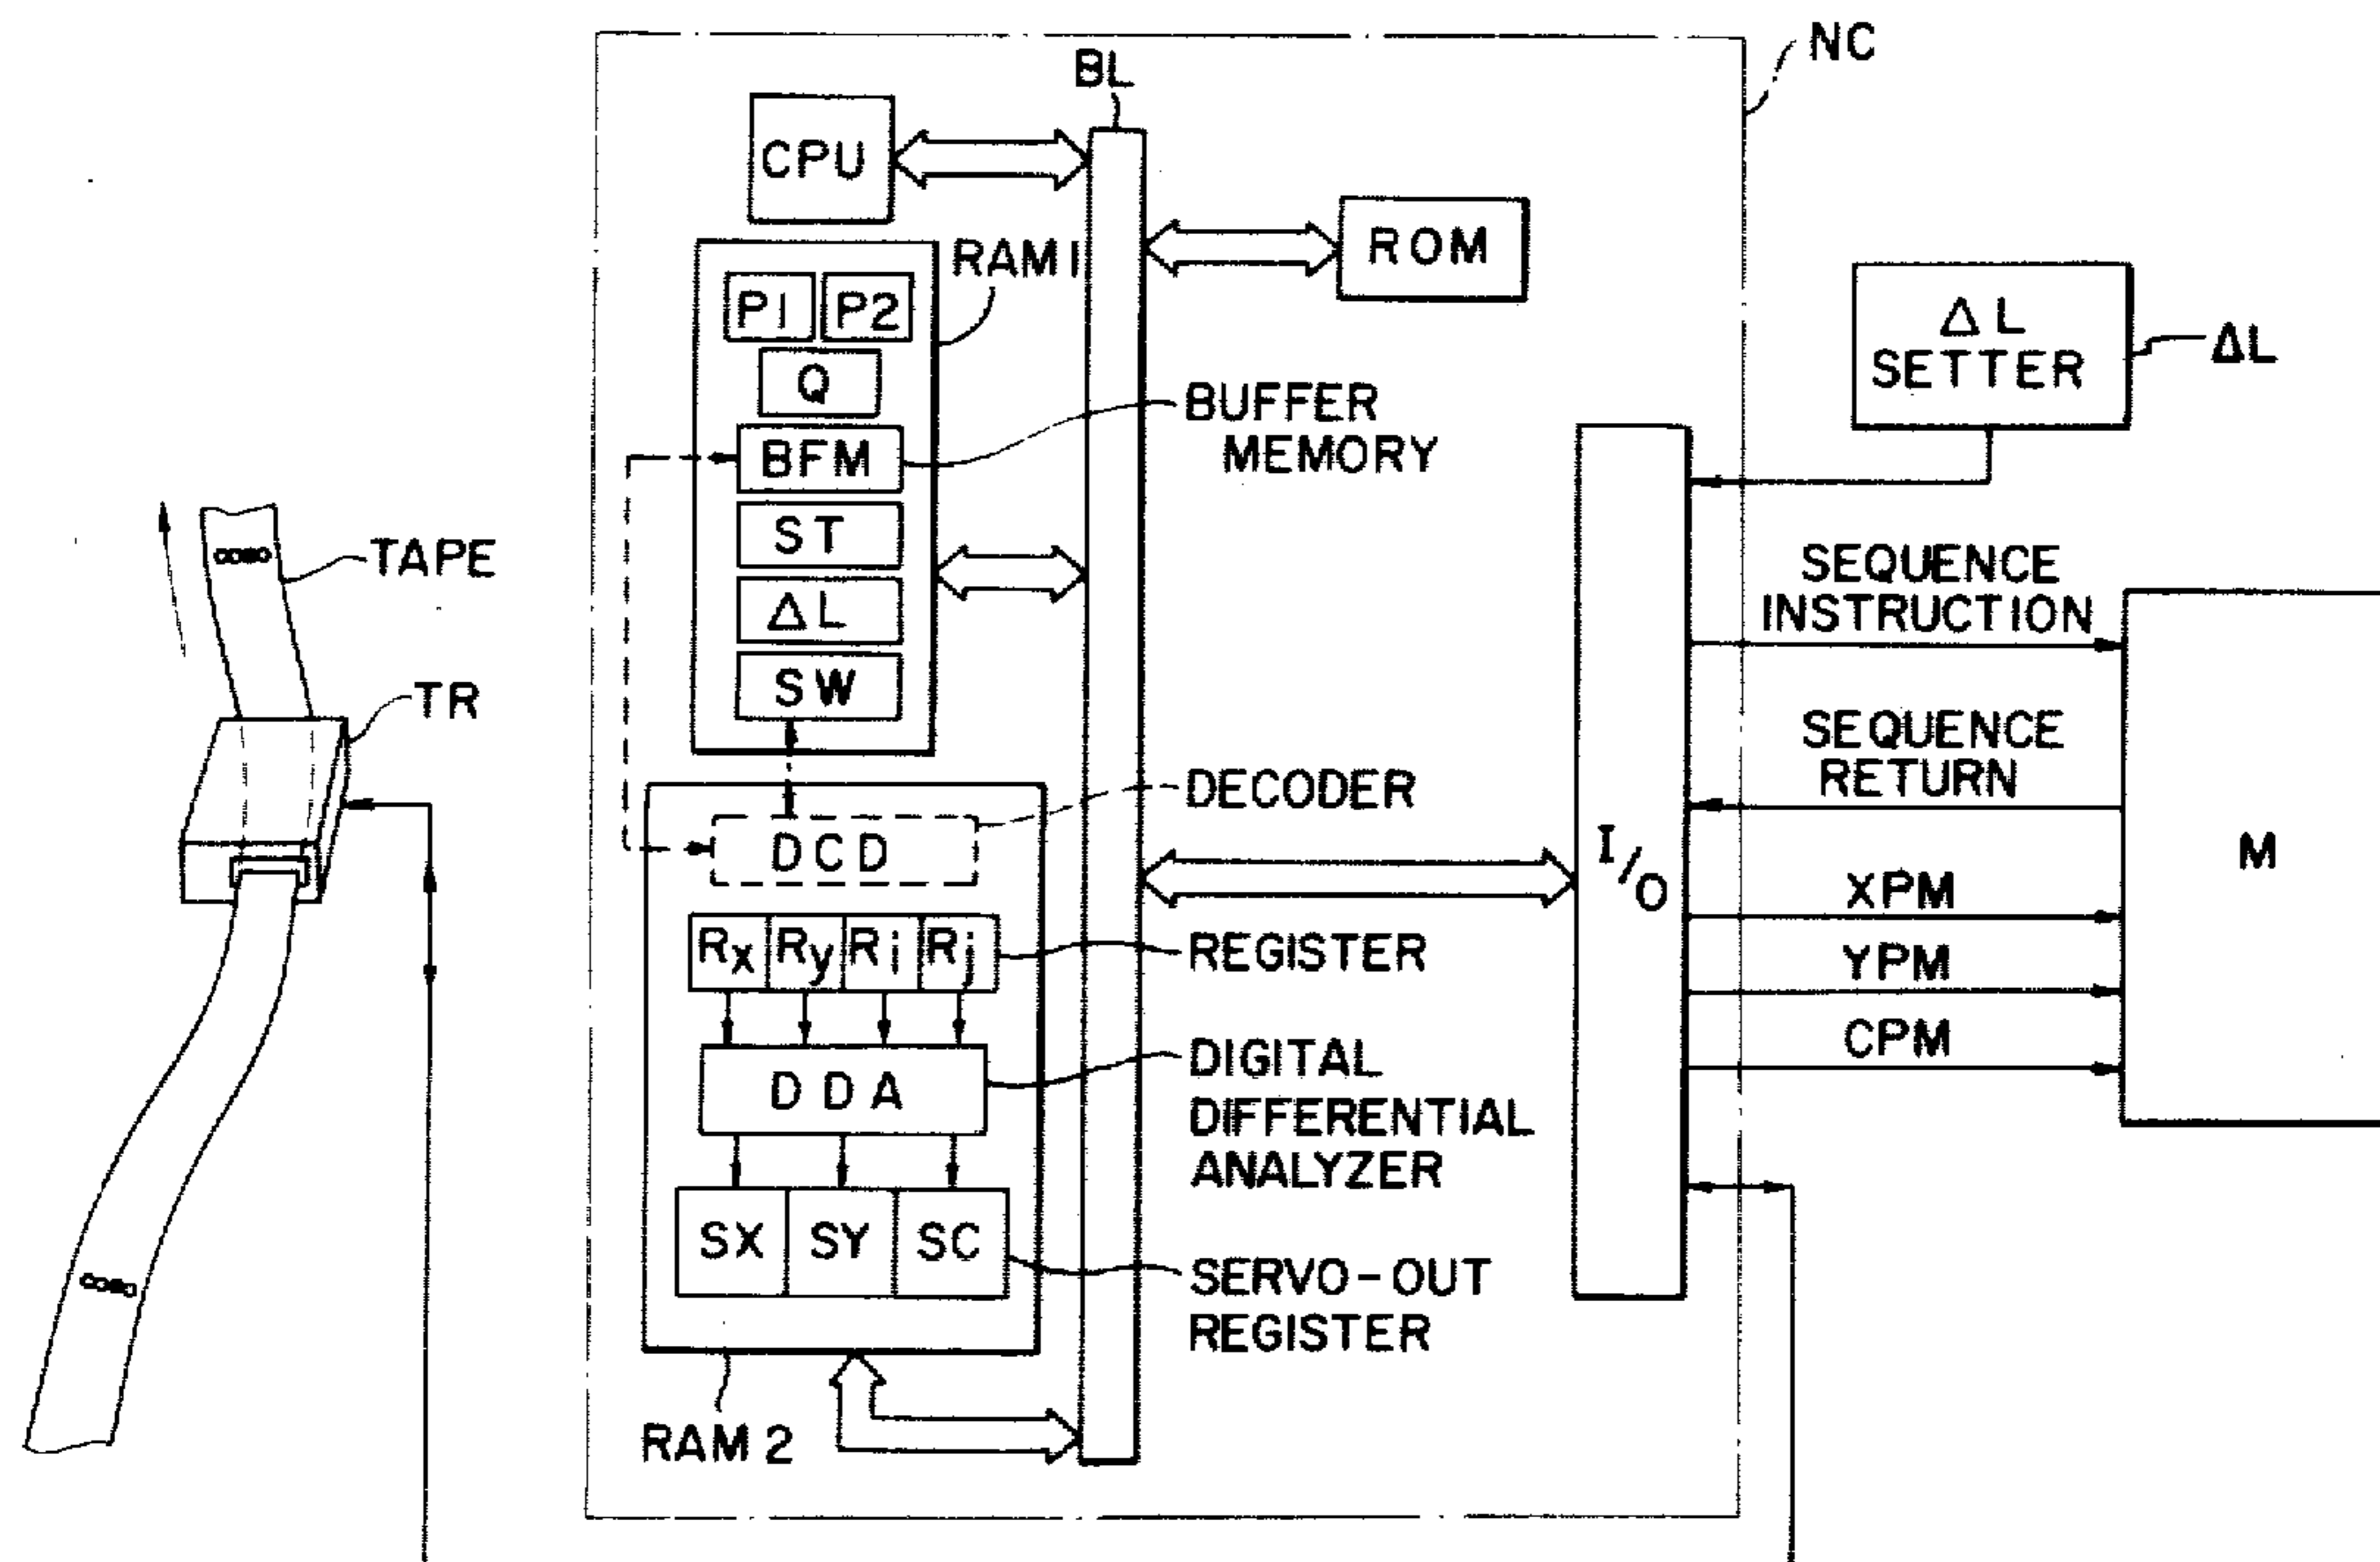 NC
BL
CPU
RAM 1
ROM
P1 P2
Q
BFM
ST
ΔL
SW
BUFFER
MEMORY
ΔL
SETTER
ΔL
TAPE
TR
SEQUENCE
INSTRUCTION
SEQUENCE
RETURN
DECODER
DCD
I/O
M
XPM
YPM
CPM
Rx Ry Ri Rj
REGISTER
DDA
DIGITAL
DIFFERENTIAL
ANALYZER
SX SY SC
SERVO-OUT
REGISTER
RAM 2